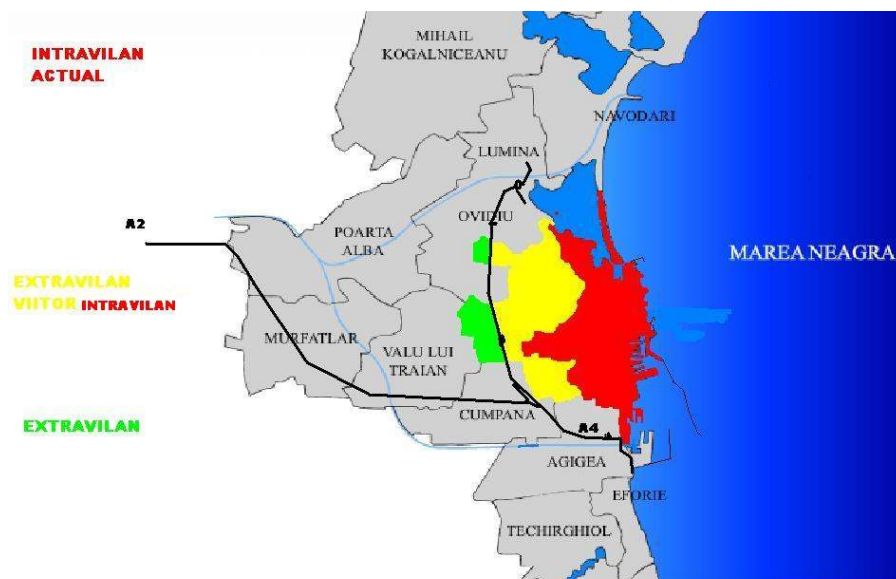 MIHAIL
KOGALNICEANU
INTRAVILAN
ACTUAL
NAVODARI
LUMINA
OVIDIU
A2
POARTA
ALBA
MAREA NEAGRA
EXTRAVILAN
VIITOR INTRAVILAN
MURFATLAR
VALU LUI
TRAIAN
CUMPANA
EXTRAVILAN
A4
AGIGEA
EFORIE
TECHIRGHIOL